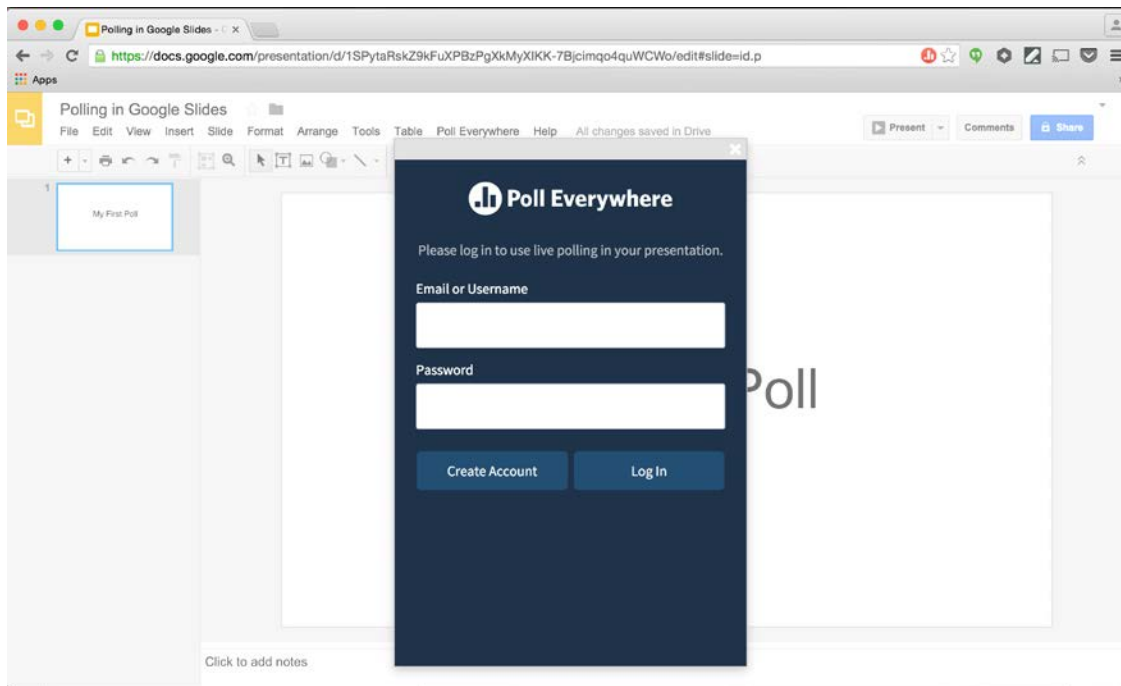 Polling in Google Slides - G
https://docs.google.com/presentation/d/1SPytaRskZ9kFuXPBzPgXkMyXIKK-7Bjcimqo4quWCWo/edit#slide=id.p
Apps
Polling in Google Slides
File Edit View Insert Slide Format Arrange Tools Table Poll Everywhere Help All changes saved in Drive
Present Comments Share
1
My First Poll
Poll Everywhere
Please log in to use live polling in your presentation.
Email or Username
Password
Poll
Create Account Log In
Click to add notes